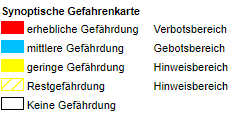 Synoptische Gefahrenkarte
erhebliche Gefährdung Verbotsbereich
mittlere Gefährdung Gebotsbereich
geringe Gefährdung Hinweisbereich
Restgefährdung Hinweisbereich
Keine Gefährdung